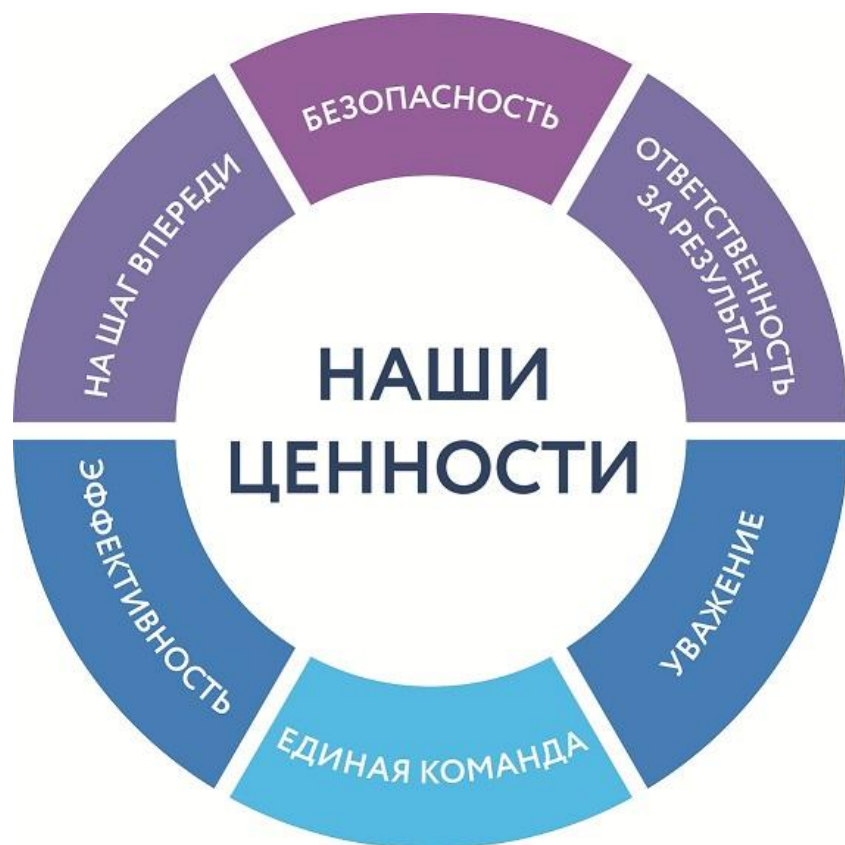 БЕЗОПАСНОСТЬ
ОТВЕТСТВЕННОСТЬ
ЗА РЕЗУЛЬТАТ
УВАЖЕНИЕ
ЕДИНАЯ КОМАНДА
ЭФФЕКТИВНОСТЬ
НА ШАГ ВПЕРЕДИ
НАШИ
ЦЕННОСТИ